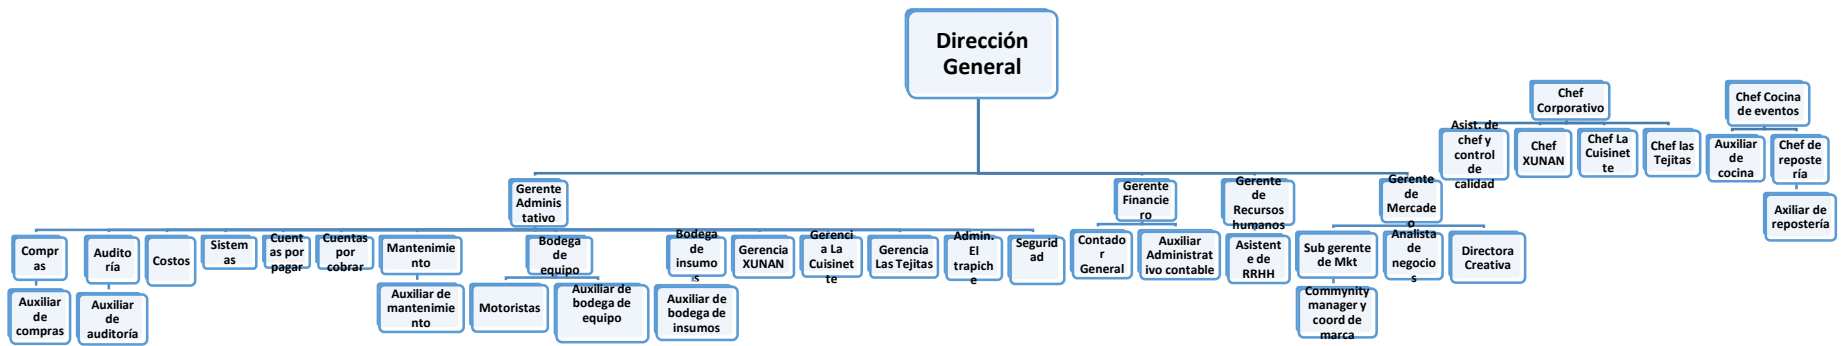 Dirección
General
Chef
Corporativo
Chef Cocina
de eventos
Asist. de
chef y
control
de
calidad
Chef
XUNAN
Chef La
Cuisinet
te
Chef las
Tejitas
Auxiliar
de
cocina
Chef de
reposte
ría
Axiliar de
repostería
Gerente
Adminis
trativo
Gerente
Financie
ro
Gerente
de
Recursos
humanos
Gerente
de
Mercade
o
Compr
as
Audito
ría
Costos
Sistem
as
Cuent
as por
pagar
Cuentas
por
cobrar
Mantenimie
nto
Bodega
de
equipo
Bodega
de
insumo
s
Gerencia
XUNAN
Gerenci
a La
Cuisinet
te
Gerencia
Las Tejitas
Admin.
El
trapich
e
Segurid
ad
Contado
r
General
Auxiliar
Administrat
ivo contable
Asistent
e de
RRHH
Sub gerente
de Mkt
Analista
de
negocio
s
Directora
Creativa
Auxiliar
de
compras
Auxiliar
de
auditoría
Auxiliar de
mantenimie
nto
Motoristas
Auxiliar de
bodega de
equipo
Auxiliar de
bodega de
insumos
Commynity
manager y
coord de
marca